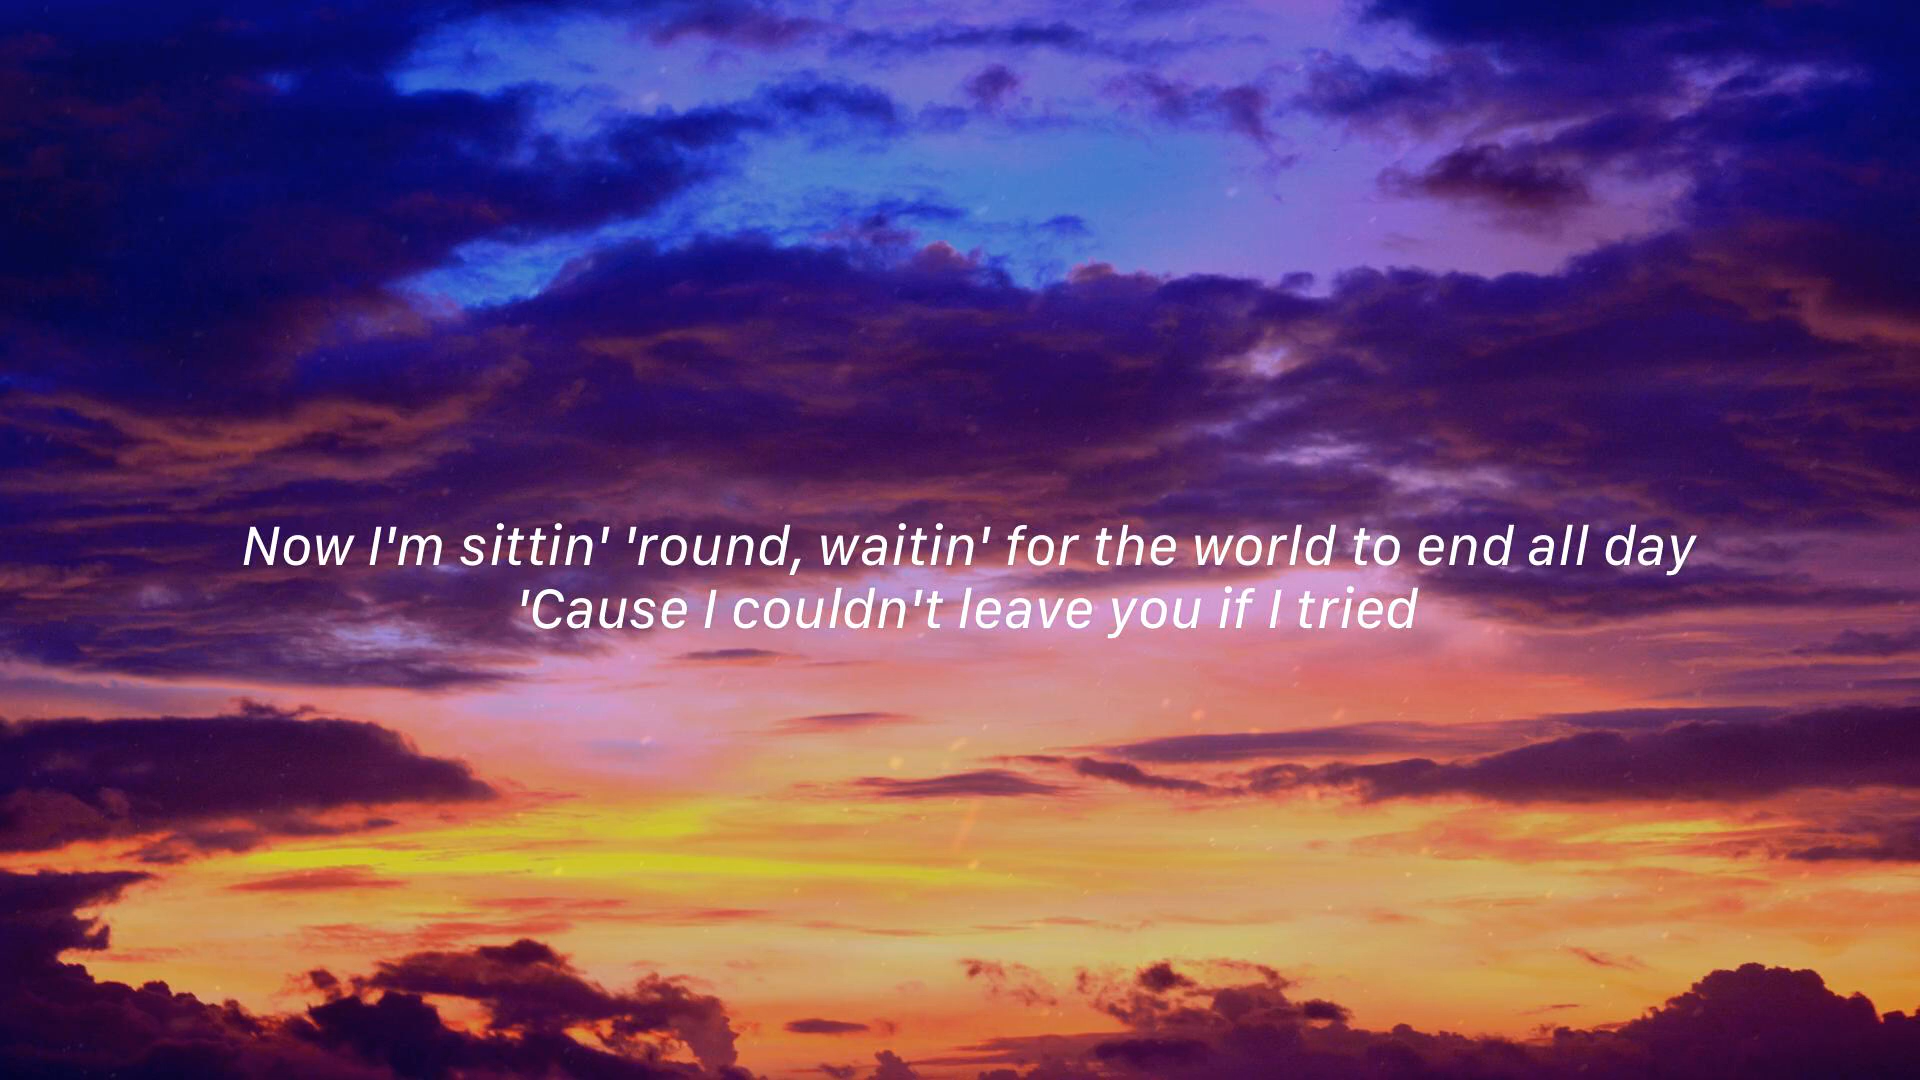 Now I'm sittin' 'round, waitin' for the world to end all day
'Cause I couldn't leave you if I tried